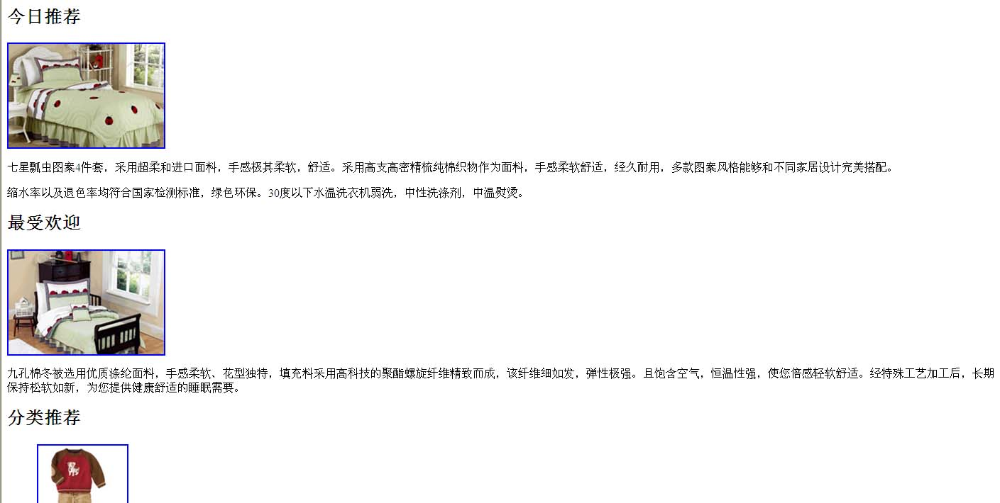 今日推荐
七星瓢虫图案4件套，采用超柔和进口面料，手感极其柔软，舒适。采用高支高密精梳纯棉织物作为面料，手感柔软舒适，经久耐用，多款图案风格能够和不同家居设计完美搭配。
缩水率以及退色率均符合国家检测标准，绿色环保。30度以下水温洗衣机弱洗，中性洗涤剂，中温熨烫。
最受欢迎
九孔棉冬被选用优质涤纶面料，手感柔软、花型独特，填充料采用高科技的聚酯螺旋纤维精致而成，该纤维细如发，弹性极强。且饱含空气，恒温性强，使您倍感轻软舒适。经特殊工艺加工后，长期
保持松软如新，为您提供健康舒适的睡眠需要。
分类推荐